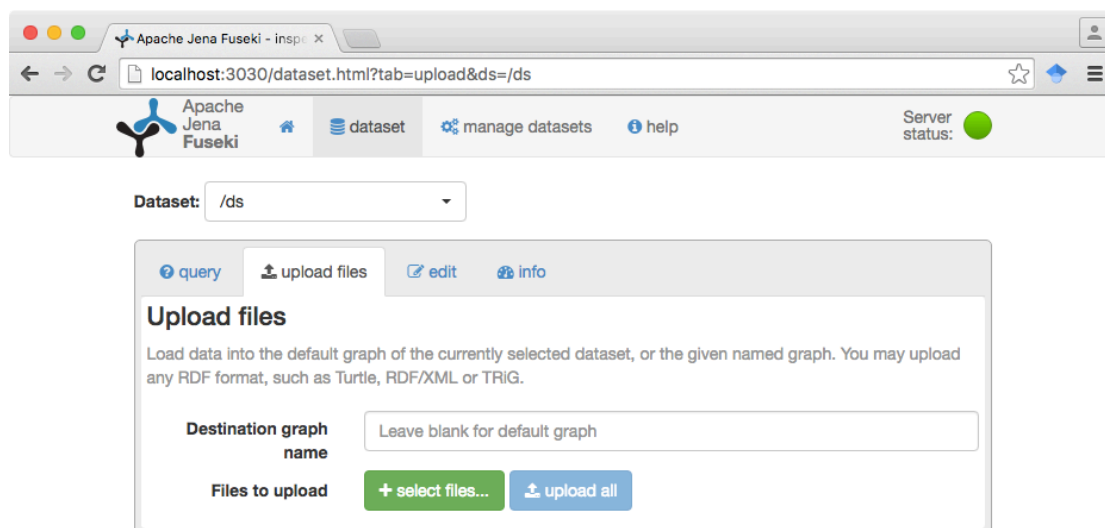 Apache Jena Fuseki - inspe
localhost:3030/dataset.html?tab=upload&ds=/ds
Apache
Jena
Fuseki
dataset
manage datasets
help
Server
status:
Dataset: /ds
query
upload files
edit
info
Upload files
Load data into the default graph of the currently selected dataset, or the given named graph. You may upload
any RDF format, such as Turtle, RDF/XML or TRiG.
Destination graph
name
Leave blank for default graph
Files to upload
+ select files...
upload all